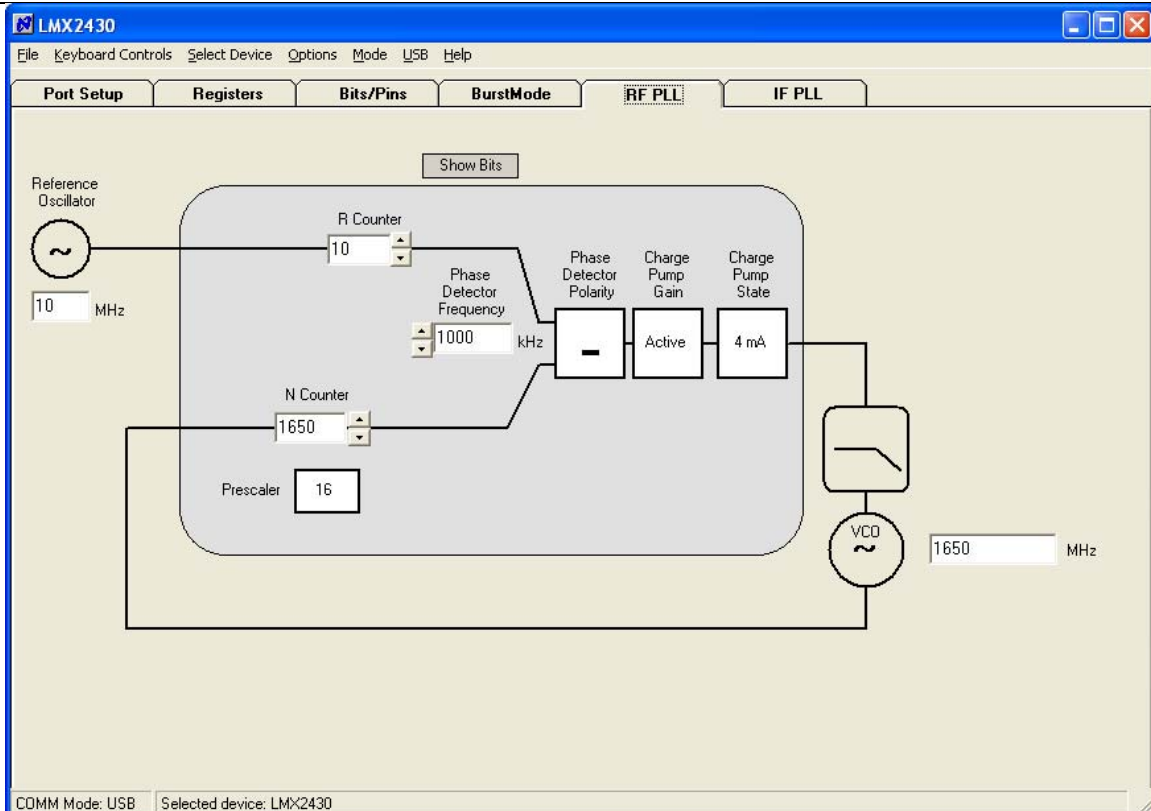 LMX2430
File Keyboard Controls Select Device Options Mode USB Help
Port Setup Registers Bits/Pins BurstMode RF PLL IF PLL
Show Bits
Reference
Oscillator
~
10 MHz
R Counter
10
Phase
Detector
Frequency
1000 kHz
Phase
Detector
Polarity
-
Charge
Pump
Gain
Active
Charge
Pump
State
4 mA
N Counter
1650
Prescaler 16
VCO
~
1650 MHz
COMM Mode: USB Selected device: LMX2430